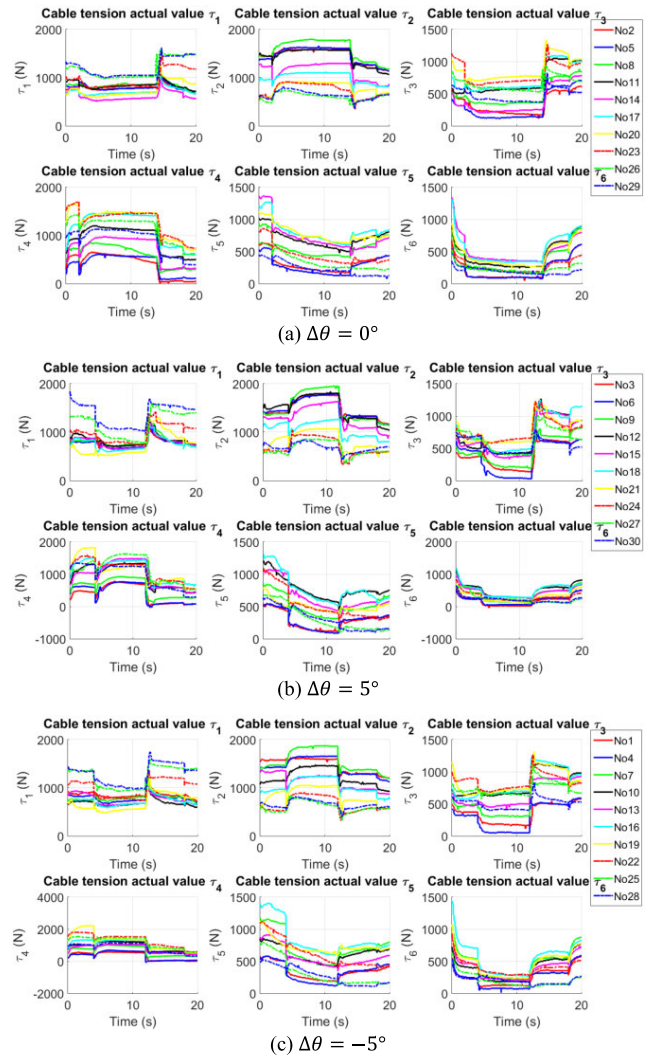 Cable tension actual value τ1
Cable tension actual value τ2
Cable tension actual value τ3
2000
1000
0
τ1 (N)
0 10 20
Time (s)
2000
1000
0
τ2 (N)
0 10 20
Time (s)
1500
1000
500
0
τ3 (N)
0 10 20
Time (s)
No2
No5
No8
No11
No14
No17
No20
No23
No26
No29
Cable tension actual value τ4
Cable tension actual value τ5
Cable tension actual value τ6
2000
1000
0
τ4 (N)
0 10 20
Time (s)
1500
1000
500
0
τ5 (N)
0 10 20
Time (s)
1500
1000
500
0
τ6 (N)
0 10 20
Time (s)
(a) Δθ = 0°
Cable tension actual value τ1
Cable tension actual value τ2
Cable tension actual value τ3
2000
1000
0
τ1 (N)
0 10 20
Time (s)
2000
1000
0
τ2 (N)
0 10 20
Time (s)
1500
1000
500
0
τ3 (N)
0 10 20
Time (s)
No3
No6
No9
No12
No15
No18
No21
No24
No27
No30
Cable tension actual value τ4
Cable tension actual value τ5
Cable tension actual value τ6
2000
1000
0
-1000
τ4 (N)
0 10 20
Time (s)
1500
1000
500
0
τ5 (N)
0 10 20
Time (s)
2000
1000
0
-1000
τ6 (N)
0 10 20
Time (s)
(b) Δθ = 5°
Cable tension actual value τ1
Cable tension actual value τ2
Cable tension actual value τ3
2000
1000
0
τ1 (N)
0 10 20
Time (s)
2000
1000
0
τ2 (N)
0 10 20
Time (s)
1500
1000
500
0
τ3 (N)
0 10 20
Time (s)
No1
No4
No7
No10
No13
No16
No19
No22
No25
No28
Cable tension actual value τ4
Cable tension actual value τ5
Cable tension actual value τ6
4000
2000
0
-2000
τ4 (N)
0 10 20
Time (s)
1500
1000
500
0
τ5 (N)
0 10 20
Time (s)
1500
1000
500
0
τ6 (N)
0 10 20
Time (s)
(c) Δθ = −5°